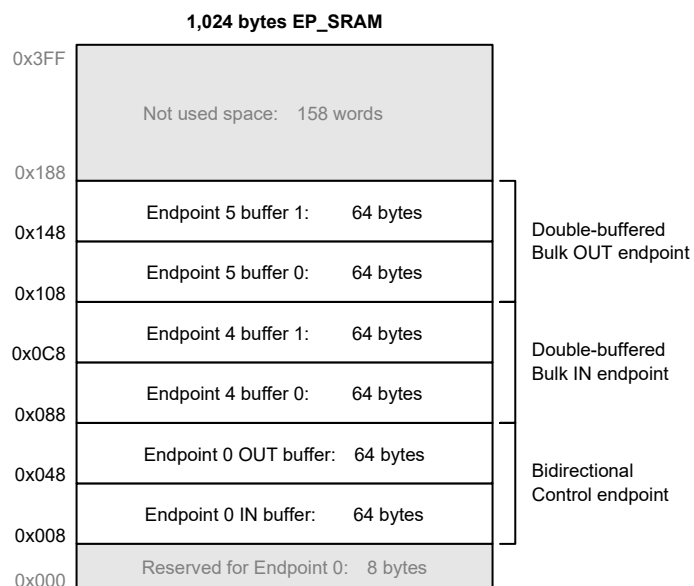 1,024 bytes EP_SRAM
0x3FF
Not used space: 158 words
0x188
Endpoint 5 buffer 1: 64 bytes
0x148
Endpoint 5 buffer 0: 64 bytes
0x108
Double-buffered
Bulk OUT endpoint
Endpoint 4 buffer 1: 64 bytes
0x0C8
Endpoint 4 buffer 0: 64 bytes
0x088
Double-buffered
Bulk IN endpoint
Endpoint 0 OUT buffer: 64 bytes
0x048
Endpoint 0 IN buffer: 64 bytes
0x008
Bidirectional
Control endpoint
Reserved for Endpoint 0: 8 bytes
0x000